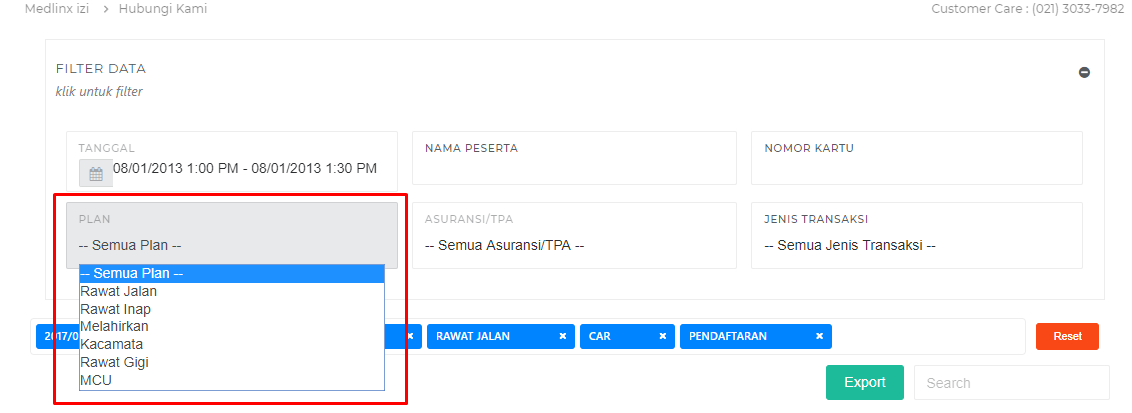 Medlinx izi > Hubungi Kami
Customer Care : (021) 3033-7982
FILTER DATA
klik untuk filter
TANGGAL
08/01/2013 1:00 PM - 08/01/2013 1:30 PM
NAMA PESERTA
NOMOR KARTU
PLAN
-- Semua Plan --
ASURANSI/TPA
-- Semua Asuransi/TPA --
JENIS TRANSAKSI
-- Semua Jenis Transaksi --
-- Semua Plan --
Rawat Jalan
Rawat Inap
Melahirkan
Kacamata
Rawat Gigi
MCU
2017/0
RAWAT JALAN
CAR
PENDAFTARAN
Reset
Export
Search